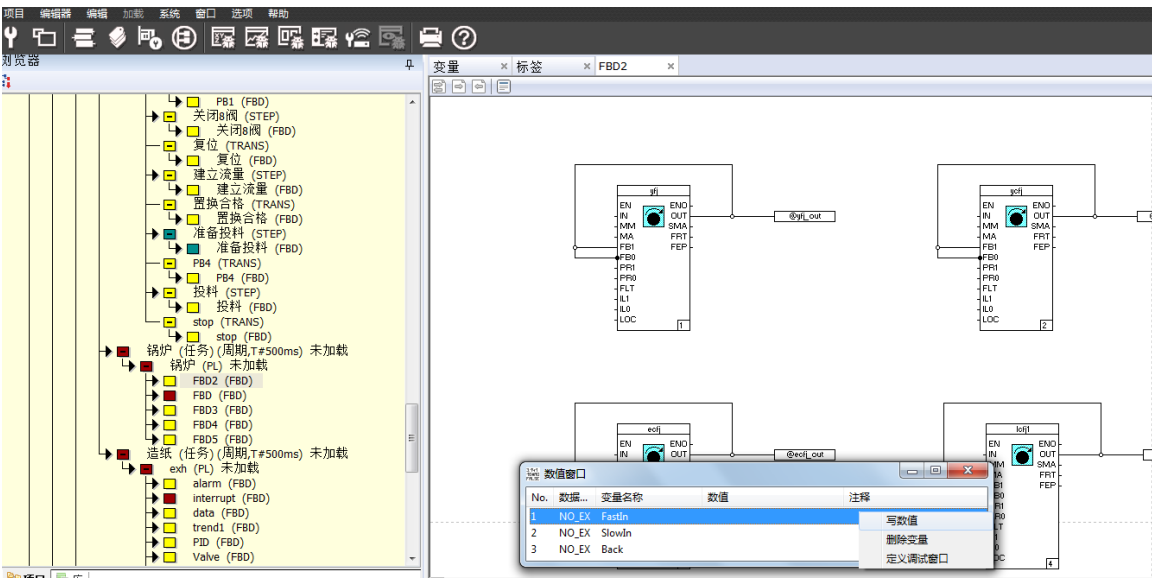 项目 编辑器 编辑 加载 系统 窗口 选项 帮助
浏览器
变量 × 标签 × FBD2 ×
PB1 (FBD)
关闭8阀 (STEP)
关闭8阀 (FBD)
复位 (TRANS)
复位 (FBD)
建立流量 (STEP)
建立流量 (FBD)
置换合格 (TRANS)
置换合格 (FBD)
准备投料 (STEP)
准备投料 (FBD)
PB4 (TRANS)
PB4 (FBD)
投料 (STEP)
投料 (FBD)
stop (TRANS)
stop (FBD)
锅炉 (任务)(周期,T#500ms) 未加载
锅炉 (PL) 未加载
FBD2 (FBD)
FBD (FBD)
FBD3 (FBD)
FBD4 (FBD)
FBD5 (FBD)
造纸 (任务)(周期,T#500ms) 未加载
exh (PL) 未加载
alarm (FBD)
interrupt (FBD)
data (FBD)
trend1 (FBD)
PID (FBD)
Valve (FBD)
项目 库
yfj
EN ENO
IN OUT
MM SMA
MA FRT
FB1 FEP
FB0
PR1
PR0
FLT
IL1
IL0
LOC
1
@yfj_out
ycfj
EN ENO
IN OUT
MM SMA
MA FRT
FB1 FEP
FB0
PR1
PR0
FLT
IL1
IL0
LOC
2
ecfj
EN ENO
IN OUT
@ecfj_out
lcfj1
EN ENO
IN OUT
SMA
FRT
FEP
4
数值窗口
No. 数据... 变量名称 数值 注释
1 NO_EX FastIn
2 NO_EX SlowIn
3 NO_EX Back
写数值
删除变量
定义调试窗口